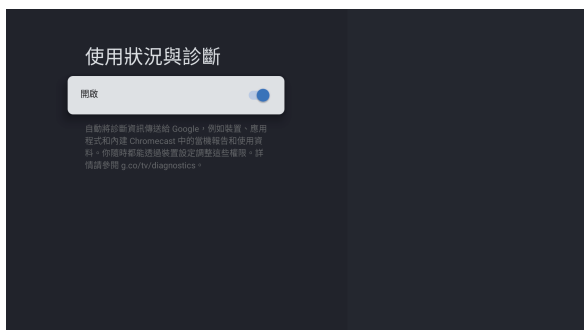 使用狀況與診斷
開啟
自動將診斷資訊傳送給 Google，例如裝置、應用
程式和內建 Chromecast 中的當機報告和使用資
料。你隨時都能透過裝置設定調整這些權限。詳
情請參閱 g.co/tv/diagnostics。